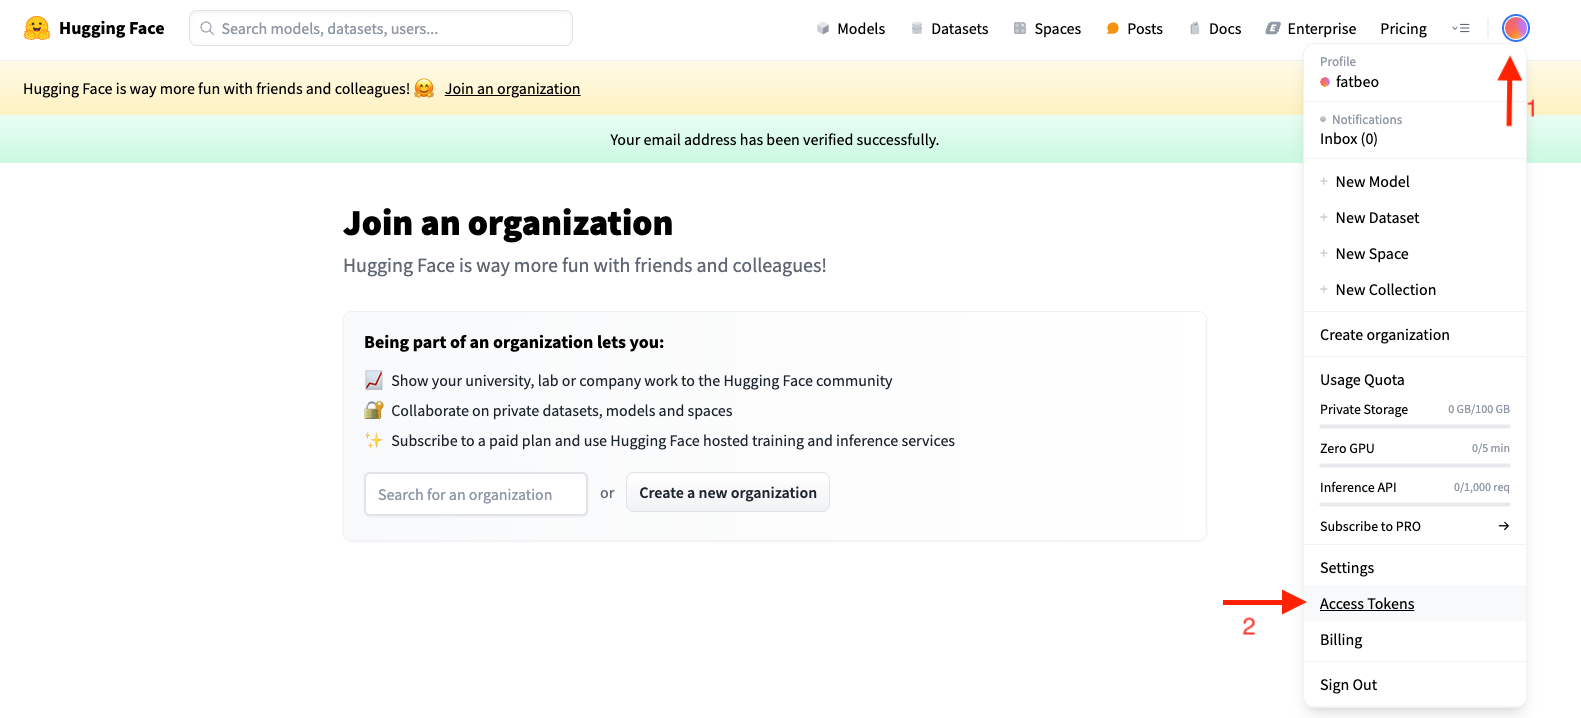 Hugging Face
Search models, datasets, users...
Models
Datasets
Spaces
Posts
Docs
Enterprise
Pricing
Hugging Face is way more fun with friends and colleagues! 🤗 Join an organization
Your email address has been verified successfully.
Join an organization
Hugging Face is way more fun with friends and colleagues!
Being part of an organization lets you:
Show your university, lab or company work to the Hugging Face community
Collaborate on private datasets, models and spaces
Subscribe to a paid plan and use Hugging Face hosted training and inference services
Search for an organization
or
Create a new organization
Profile
fatbeo
1
Notifications
Inbox (0)
+ New Model
+ New Dataset
+ New Space
+ New Collection
Create organization
Usage Quota
Private Storage 0 GB/100 GB
Zero GPU 0/5 min
Inference API 0/1,000 req
Subscribe to PRO →
Settings
Access Tokens
2
Billing
Sign Out